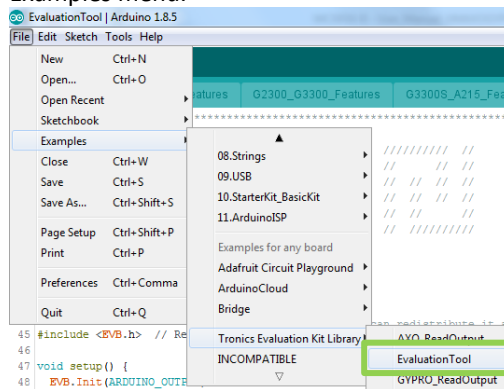 Examples menu.
EvaluationTool | Arduino 1.8.5
File Edit Sketch Tools Help
New Ctrl+N
Open... Ctrl+O
Open Recent
Sketchbook
Examples
Close Ctrl+W
Save Ctrl+S
Save As... Ctrl+Shift+S
Page Setup Ctrl+Shift+P
Print Ctrl+P
Preferences Ctrl+Comma
Quit Ctrl+Q
atures G2300_G3300_Features G3300S_A215_Fea
08.Strings
09.USB
10.StarterKit_BasicKit
11.ArduinoISP
Examples for any board
Adafruit Circuit Playground
ArduinoCloud
Bridge
Tronics Evaluation Kit Library
INCOMPATIBLE
AXO_ReadOutput
EvaluationTool
GYPRO_ReadOutput
45 #include <EVB.h> // Re
46
47 void setup() {
48 EVB.Init(ARDUINO_OUTP